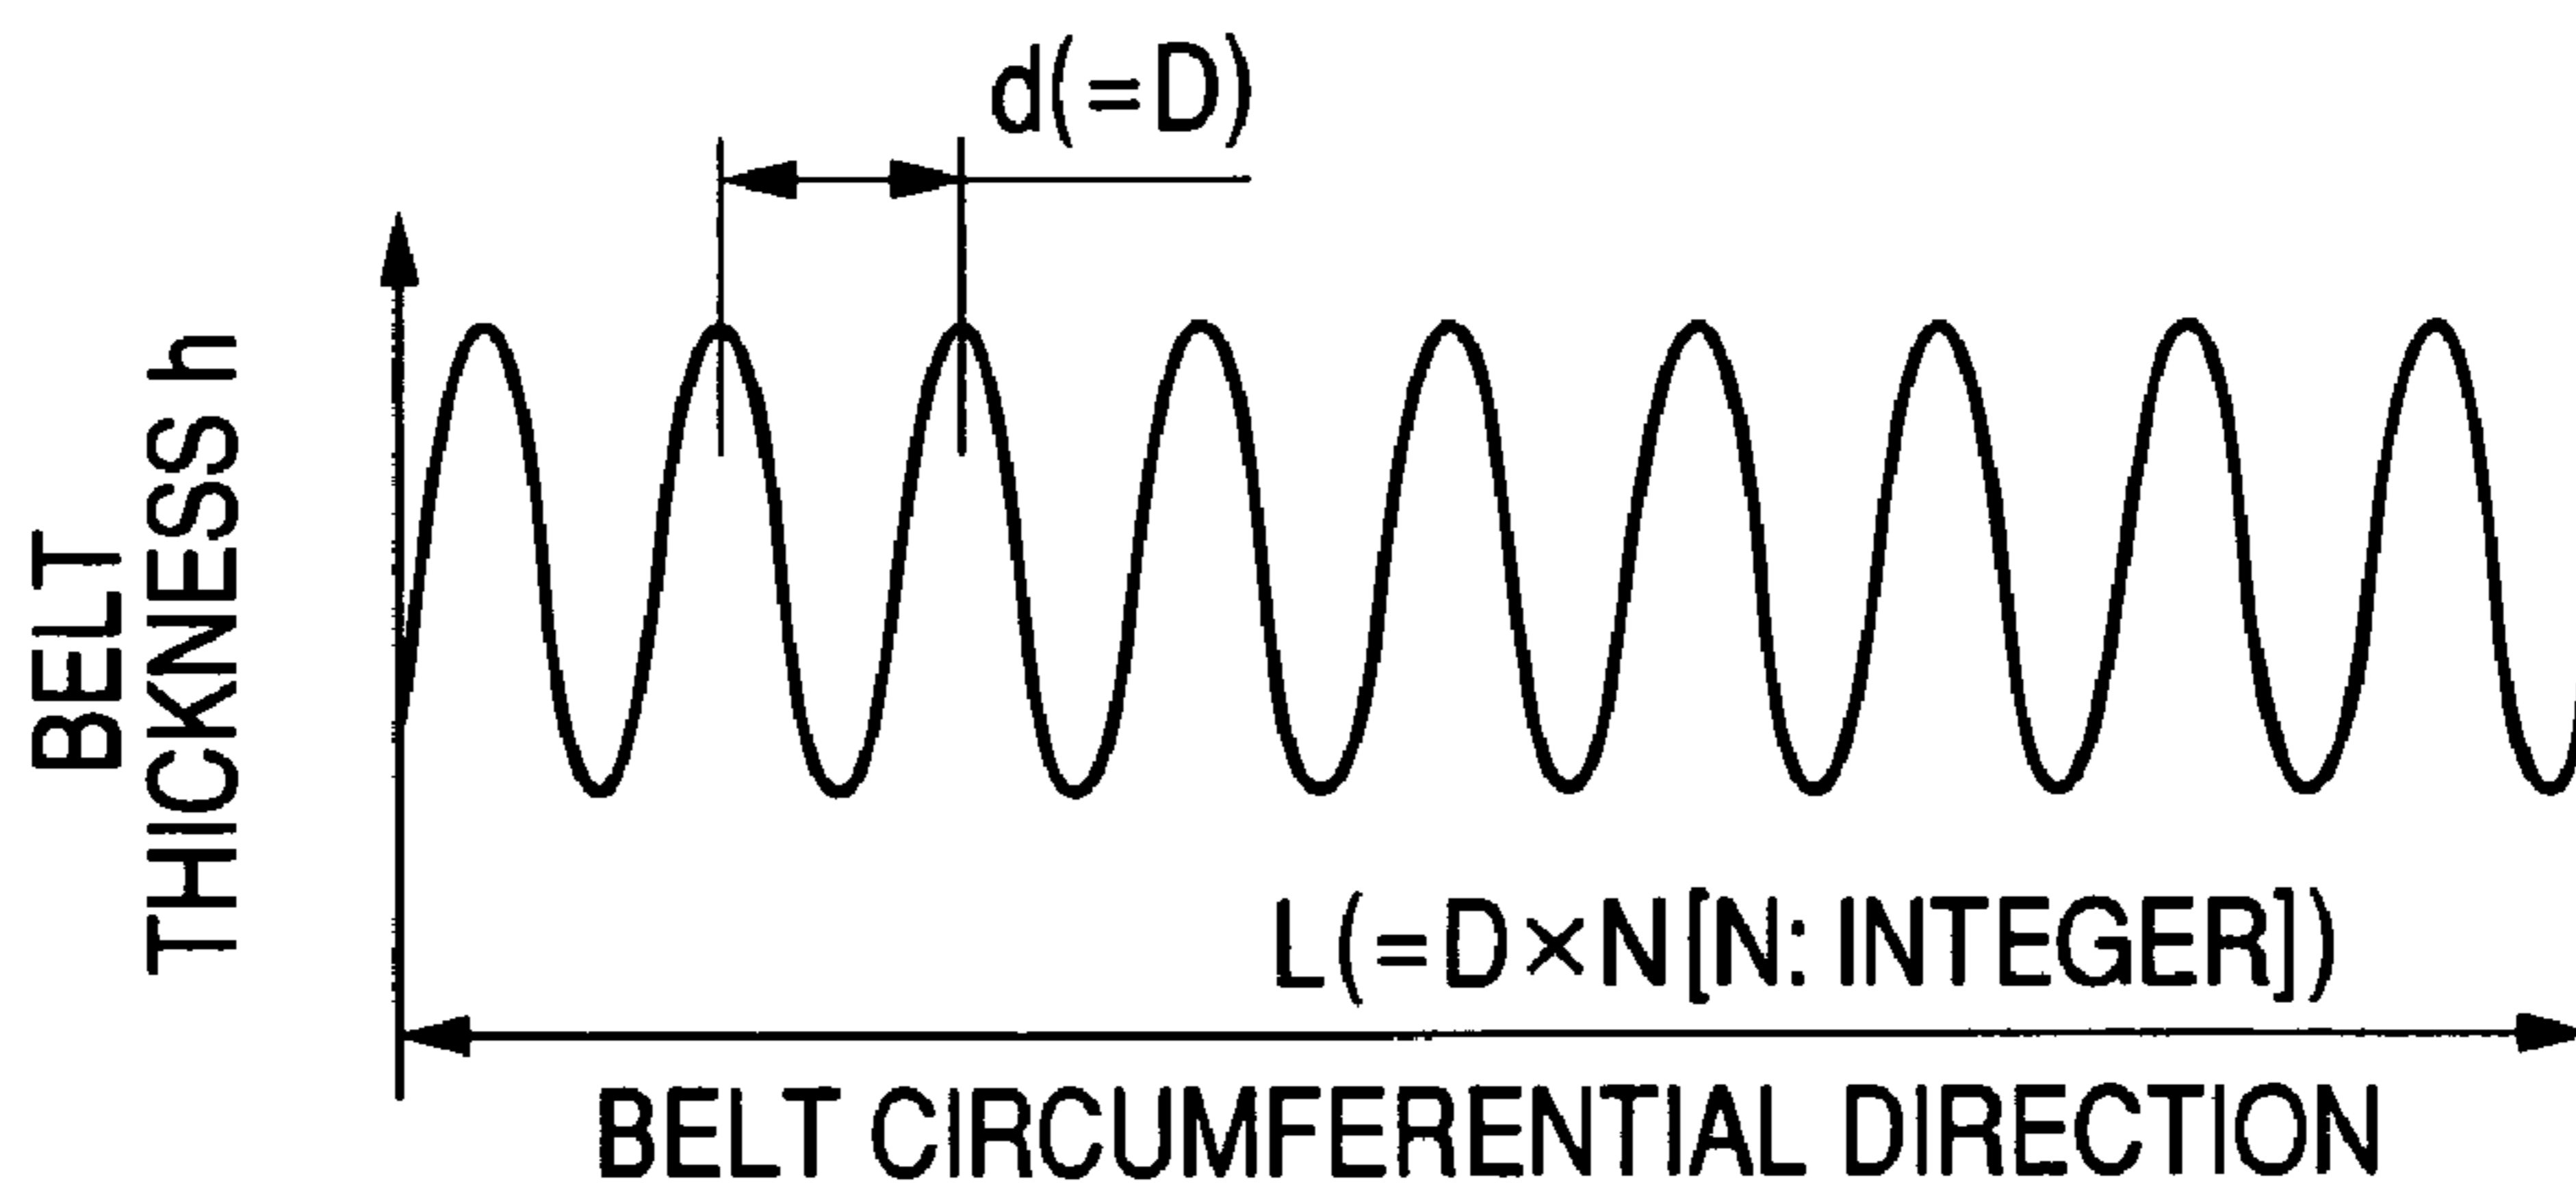 d(=D)
BELT
THICKNESS h
L(=D×N[N: INTEGER])
BELT CIRCUMFERENTIAL DIRECTION